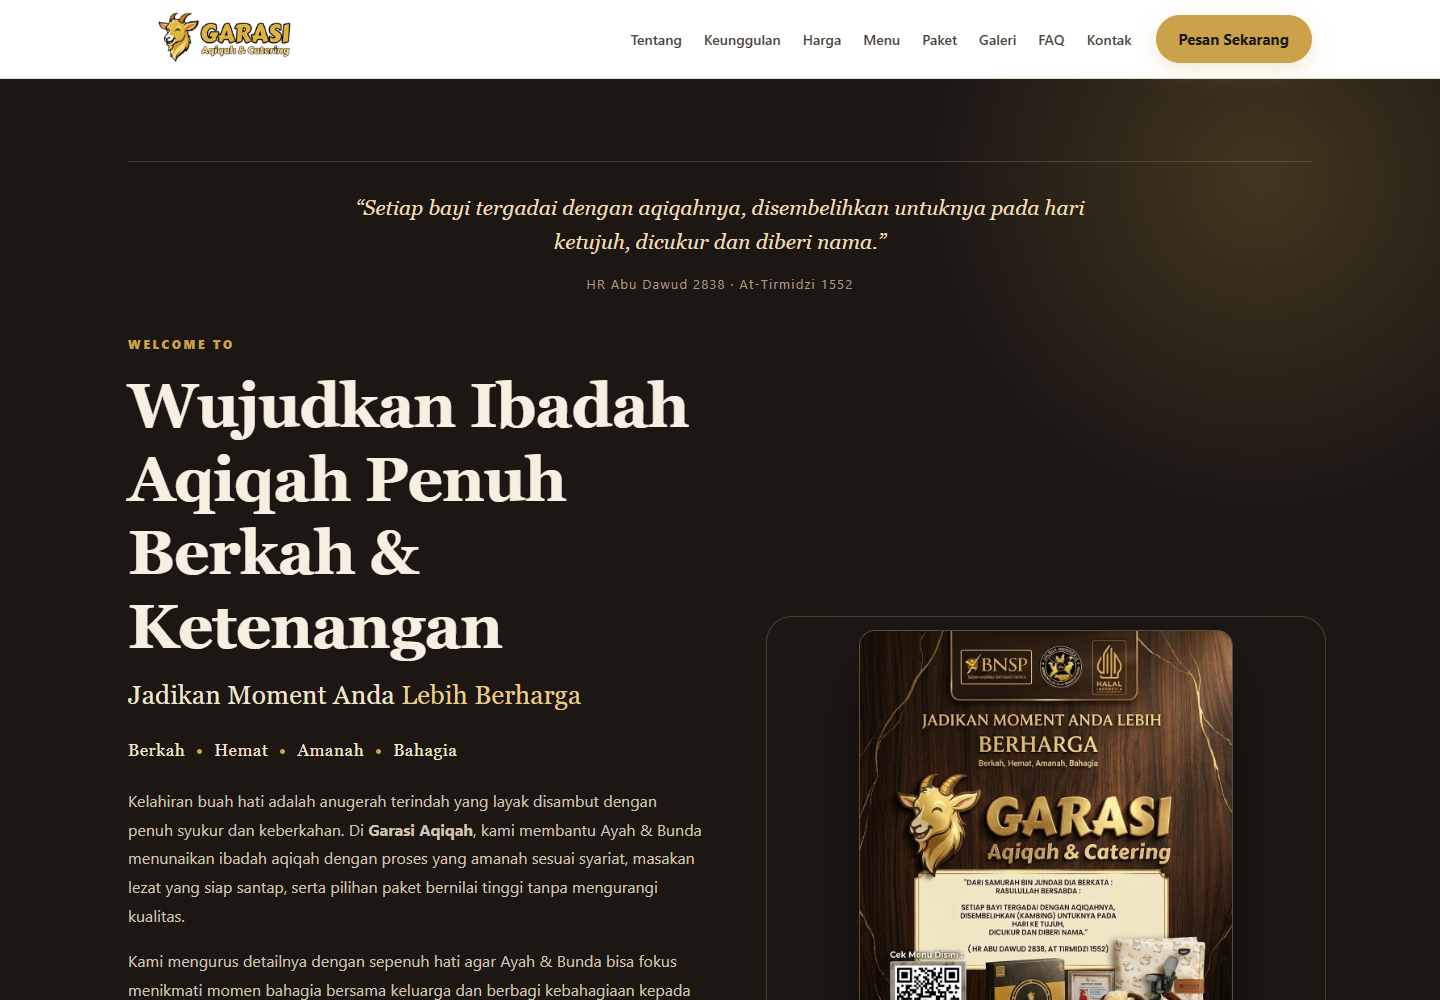 GARASI
Aqiqah & Catering
Tentang Keunggulan Harga Menu Paket Galeri FAQ Kontak Pesan Sekarang
“Setiap bayi tergadai dengan aqiqahnya, disembelihkan untuknya pada hari
ketujuh, dicukur dan diberi nama.”
HR Abu Dawud 2838 · At-Tirmidzi 1552
WELCOME TO
Wujudkan Ibadah
Aqiqah Penuh
Berkah &
Ketenangan
Jadikan Moment Anda Lebih Berharga
Berkah • Hemat • Amanah • Bahagia
Kelahiran buah hati adalah anugerah terindah yang layak disambut dengan
penuh syukur dan keberkahan. Di Garasi Aqiqah, kami membantu Ayah & Bunda
menunaikan ibadah aqiqah dengan proses yang amanah sesuai syariat, masakan
lezat yang siap santap, serta pilihan paket bernilai tinggi tanpa mengurangi
kualitas.
Kami mengurus detailnya dengan sepenuh hati agar Ayah & Bunda bisa fokus
menikmati momen bahagia bersama keluarga dan berbagi kebahagiaan kepada
BNSP
HALAL
INDONESIA
JADIKAN MOMENT ANDA LEBIH
BERHARGA
Berkah, Hemat, Amanah, Bahagia
GARASI
Aqiqah & Catering
"DARI SAMURAH BIN JUNDAB DIA BERKATA :
RASULULLAH BERSABDA :
SETIAP BAYI TERGADAI DENGAN AQIQAHNYA,
DISEMBELIHKAN (KAMBING) UNTUKNYA PADA
HARI KE TUJUH,
DICUKUR DAN DIBERI NAMA."
( HR ABU DAWUD 2838, AT TIRMIDZI 1552)
Cek Menu Disini :